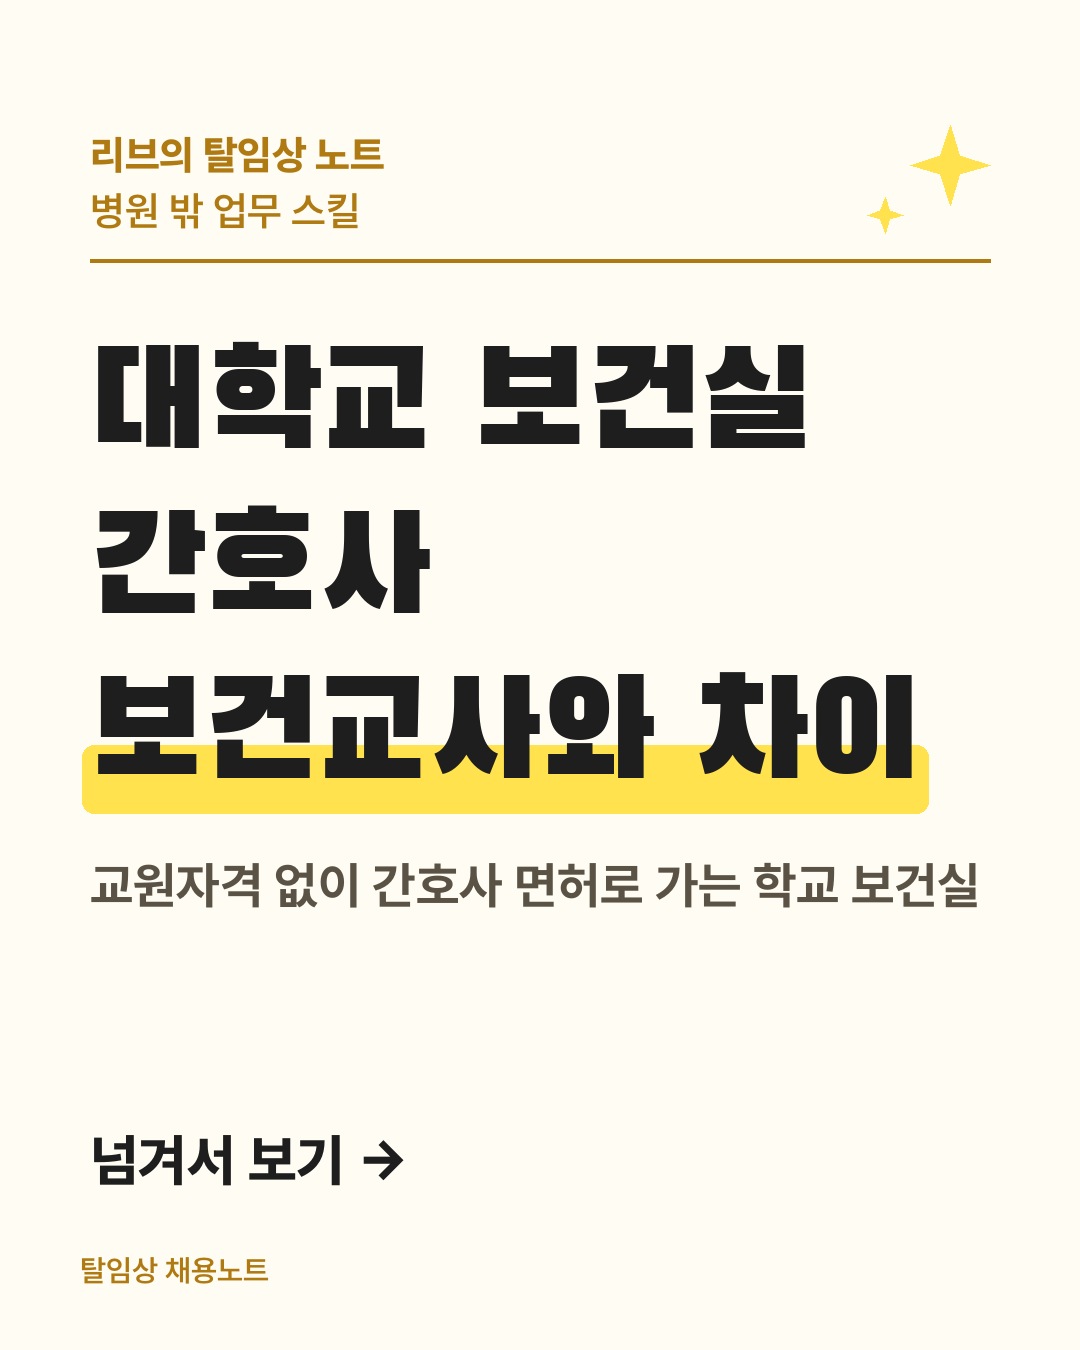 리브의 탈임상 노트
병원 밖 업무 스킬
대학교 보건실
간호사
보건교사와 차이
교원자격 없이 간호사 면허로 가는 학교 보건실
넘겨서 보기 →
탈임상 채용노트